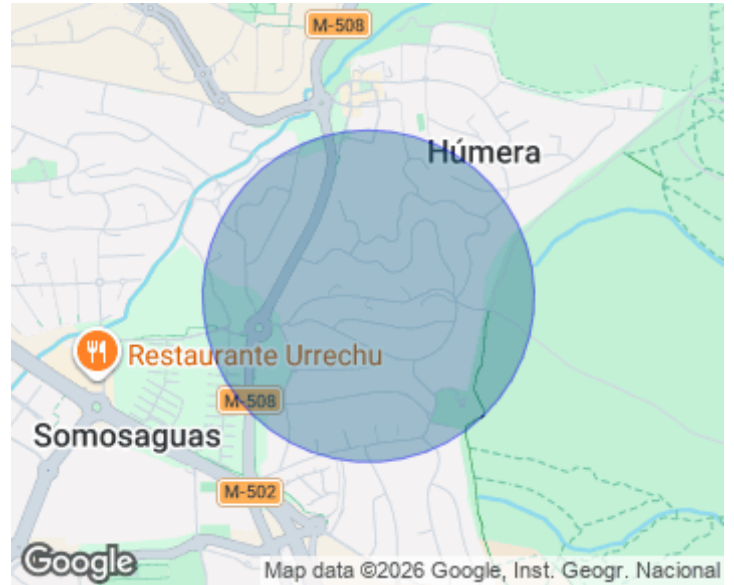 M-508
Húmera
Restaurante Urrechu
M-508
Somosaguas
M-502
Google
Map data ©2026 Google, Inst. Geogr. Nacional